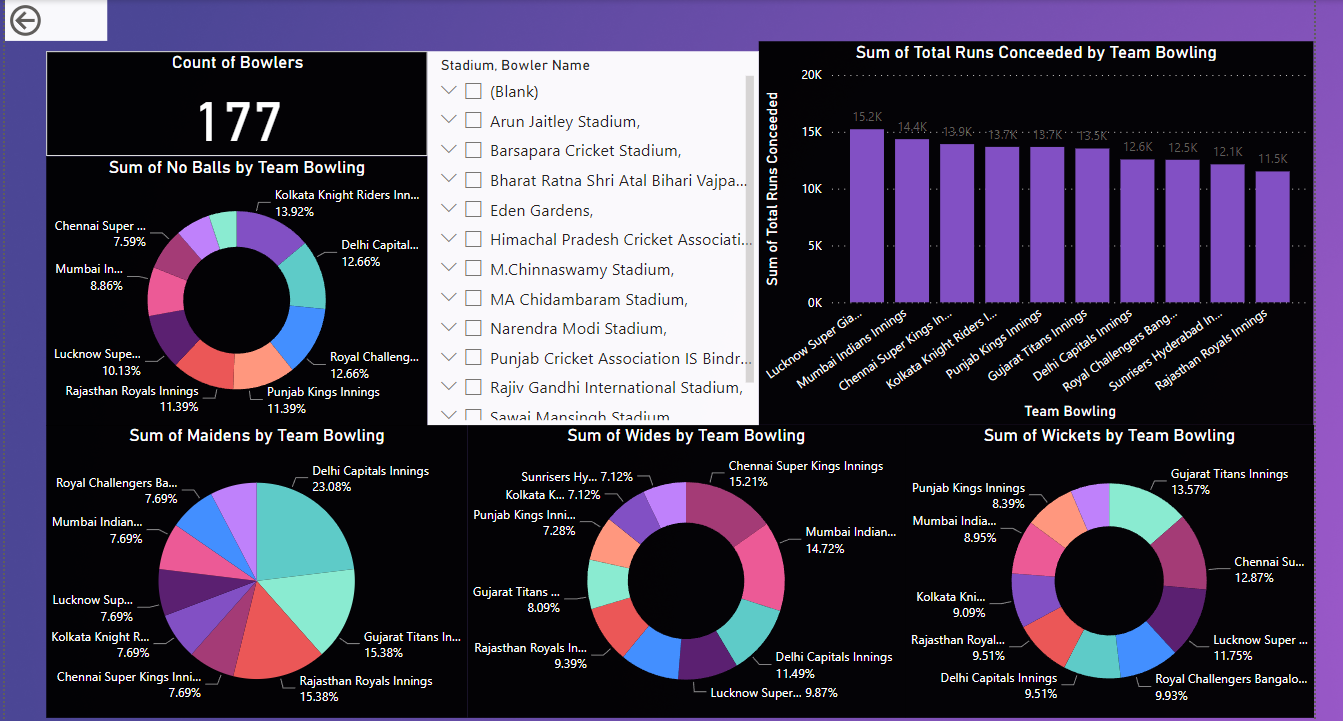 Count of Bowlers
177
Sum of No Balls by Team Bowling
Kolkata Knight Riders Inn...
13.92%
Chennai Super ...
7.59%
Delhi Capital...
12.66%
Mumbai In...
8.86%
Lucknow Supe...
10.13%
Royal Challeng...
12.66%
Rajasthan Royals Innings
11.39%
Punjab Kings Innings
11.39%
Stadium, Bowler Name
(Blank)
Arun Jaitley Stadium,
Barsapara Cricket Stadium,
Bharat Ratna Shri Atal Bihari Vajpa...
Eden Gardens,
Himachal Pradesh Cricket Associati...
M.Chinnaswamy Stadium,
MA Chidambaram Stadium,
Narendra Modi Stadium,
Punjab Cricket Association IS Bindr...
Rajiv Gandhi International Stadium,
Sawai Mansingh Stadium
Sum of Total Runs Conceeded by Team Bowling
Sum of Total Runs Conceeded
20K
15K
10K
5K
0K
15.2K
14.4K
13.9K
13.7K
13.7K
13.5K
12.6K
12.5K
12.1K
11.5K
Lucknow Super Gia...
Mumbai Indians Innings
Chennai Super Kings In...
Kolkata Knight Riders I...
Punjab Kings Innings
Gujarat Titans Innings
Delhi Capitals Innings
Royal Challengers Bang...
Sunrisers Hyderabad In...
Rajasthan Royals Innings
Team Bowling
Sum of Maidens by Team Bowling
Delhi Capitals Innings
23.08%
Royal Challengers Ba...
7.69%
Mumbai Indian...
7.69%
Lucknow Sup...
7.69%
Kolkata Knight R...
7.69%
Gujarat Titans In...
15.38%
Chennai Super Kings Inni...
7.69%
Rajasthan Royals Innings
15.38%
Sum of Wides by Team Bowling
Chennai Super Kings Innings
15.21%
Sunrisers Hy... 7.12%
Kolkata K... 7.12%
Punjab Kings Inni...
7.28%
Mumbai Indian...
14.72%
Gujarat Titans ...
8.09%
Rajasthan Royals In...
9.39%
Delhi Capitals Innings
11.49%
Lucknow Super... 9.87%
Sum of Wickets by Team Bowling
Gujarat Titans Innings
13.57%
Punjab Kings Innings
8.39%
Mumbai India...
8.95%
Chennai Su...
12.87%
Kolkata Kni...
9.09%
Rajasthan Royal...
9.51%
Lucknow Super ...
11.75%
Delhi Capitals Innings
9.51%
Royal Challengers Bangalo...
9.93%